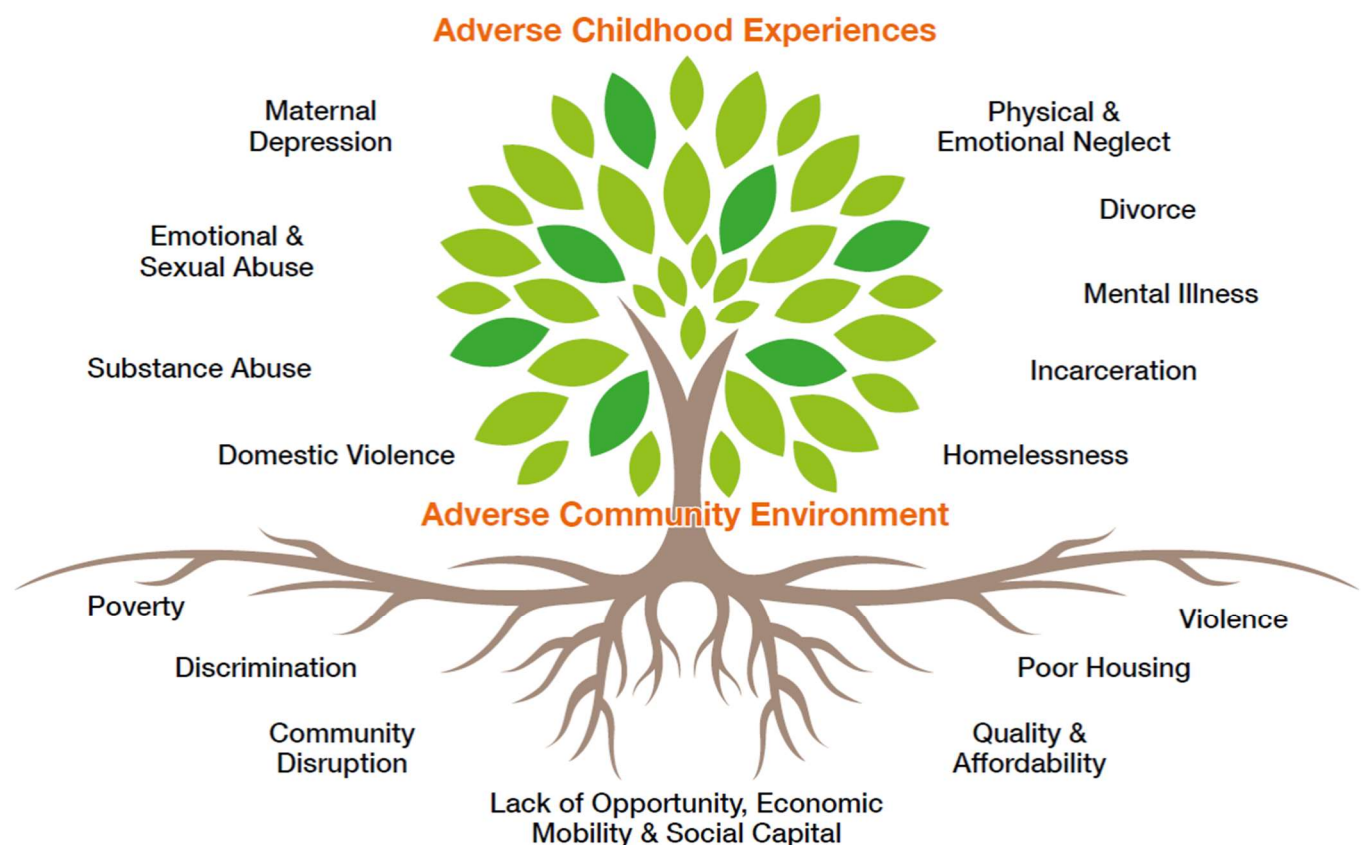 Adverse Childhood Experiences
Maternal
Depression
Physical &
Emotional Neglect
Divorce
Emotional &
Sexual Abuse
Mental Illness
Substance Abuse
Incarceration
Domestic Violence
Homelessness
Adverse Community Environment
Poverty
Violence
Discrimination
Poor Housing
Community
Disruption
Quality &
Affordability
Lack of Opportunity, Economic
Mobility & Social Capital